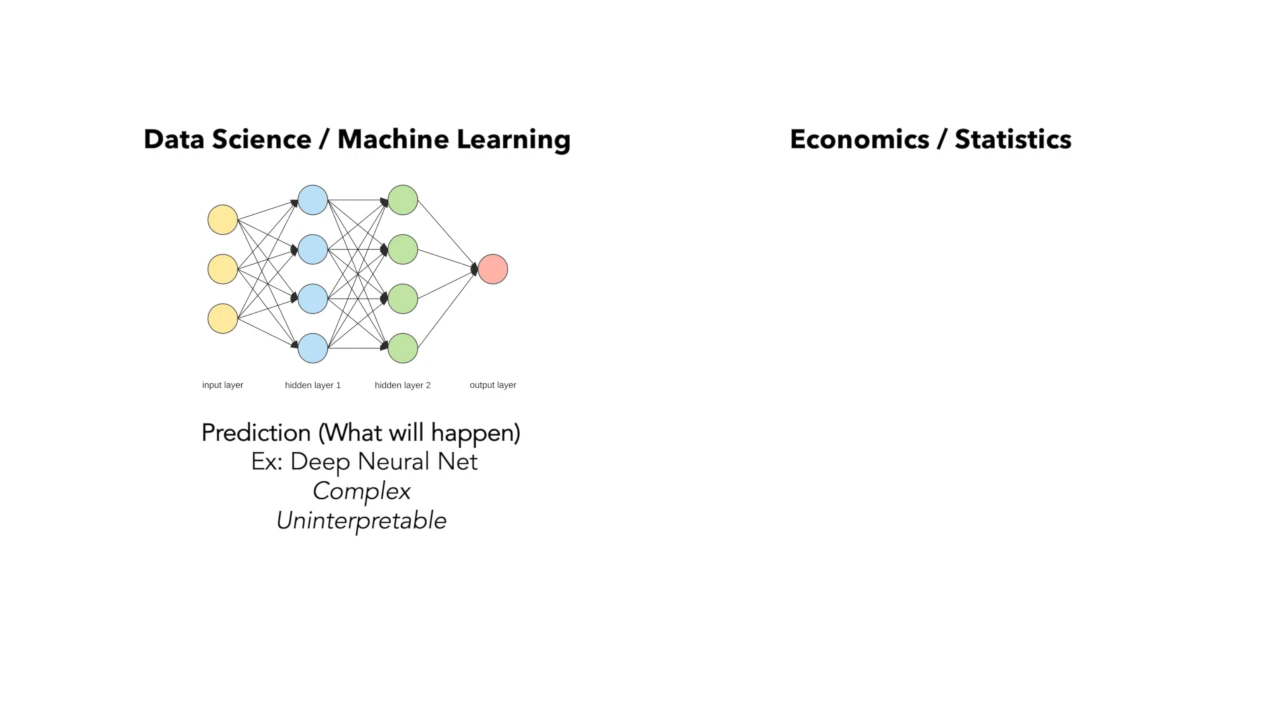 Data Science / Machine Learning
Economics / Statistics
input layer
hidden layer 1
hidden layer 2
output layer
Prediction (What will happen)
Ex: Deep Neural Net
Complex
Uninterpretable